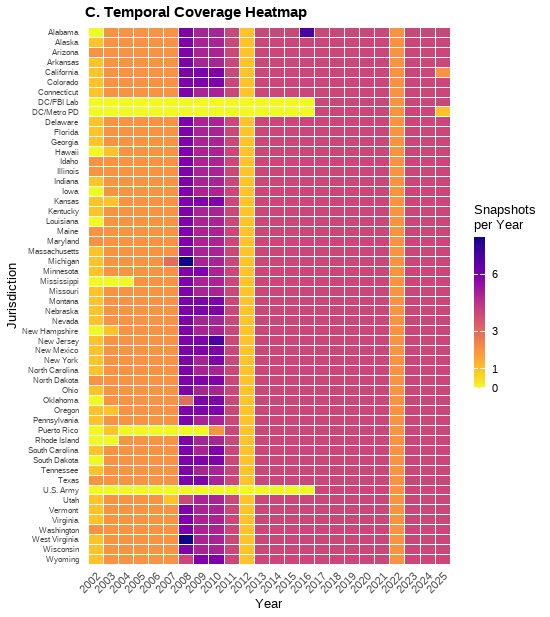 C. Temporal Coverage Heatmap
Alabama
Alaska
Arizona
Arkansas
California
Colorado
Connecticut
DC/FBI Lab
DC/Metro PD
Delaware
Florida
Georgia
Hawaii
Idaho
Illinois
Indiana
Iowa
Kansas
Kentucky
Louisiana
Maine
Maryland
Massachusetts
Michigan
Minnesota
Mississippi
Missouri
Montana
Nebraska
Nevada
New Hampshire
New Jersey
New Mexico
New York
North Carolina
North Dakota
Ohio
Oklahoma
Oregon
Pennsylvania
Puerto Rico
Rhode Island
South Carolina
South Dakota
Tennessee
Texas
U.S. Army
Utah
Vermont
Virginia
Washington
West Virginia
Wisconsin
Wyoming
Jurisdiction
2002 2003 2004 2005 2006 2007 2008 2009 2010 2011 2012 2013 2014 2015 2016 2017 2018 2019 2020 2021 2022 2023 2024 2025
Year
Snapshots
per Year
6
3
1
0